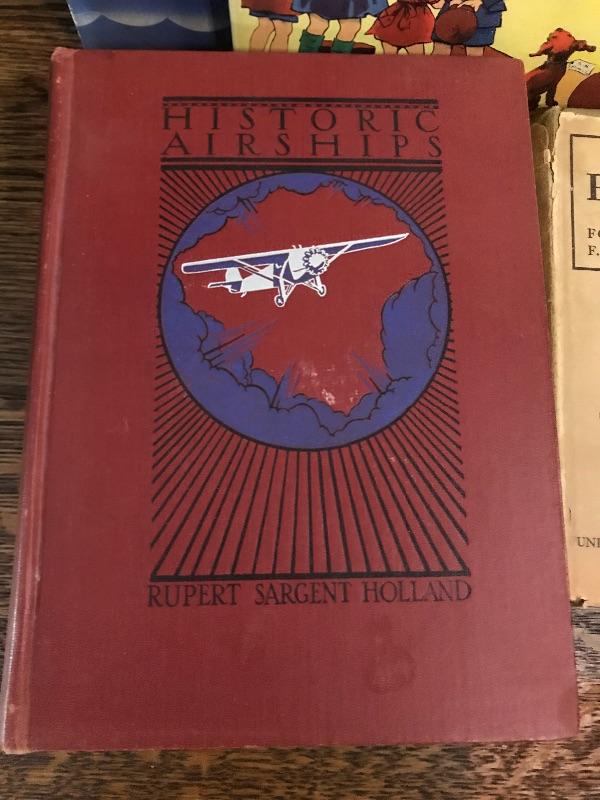 HISTORIC
AIRSHIPS
RUPERT SARGENT HOLLAND
F.